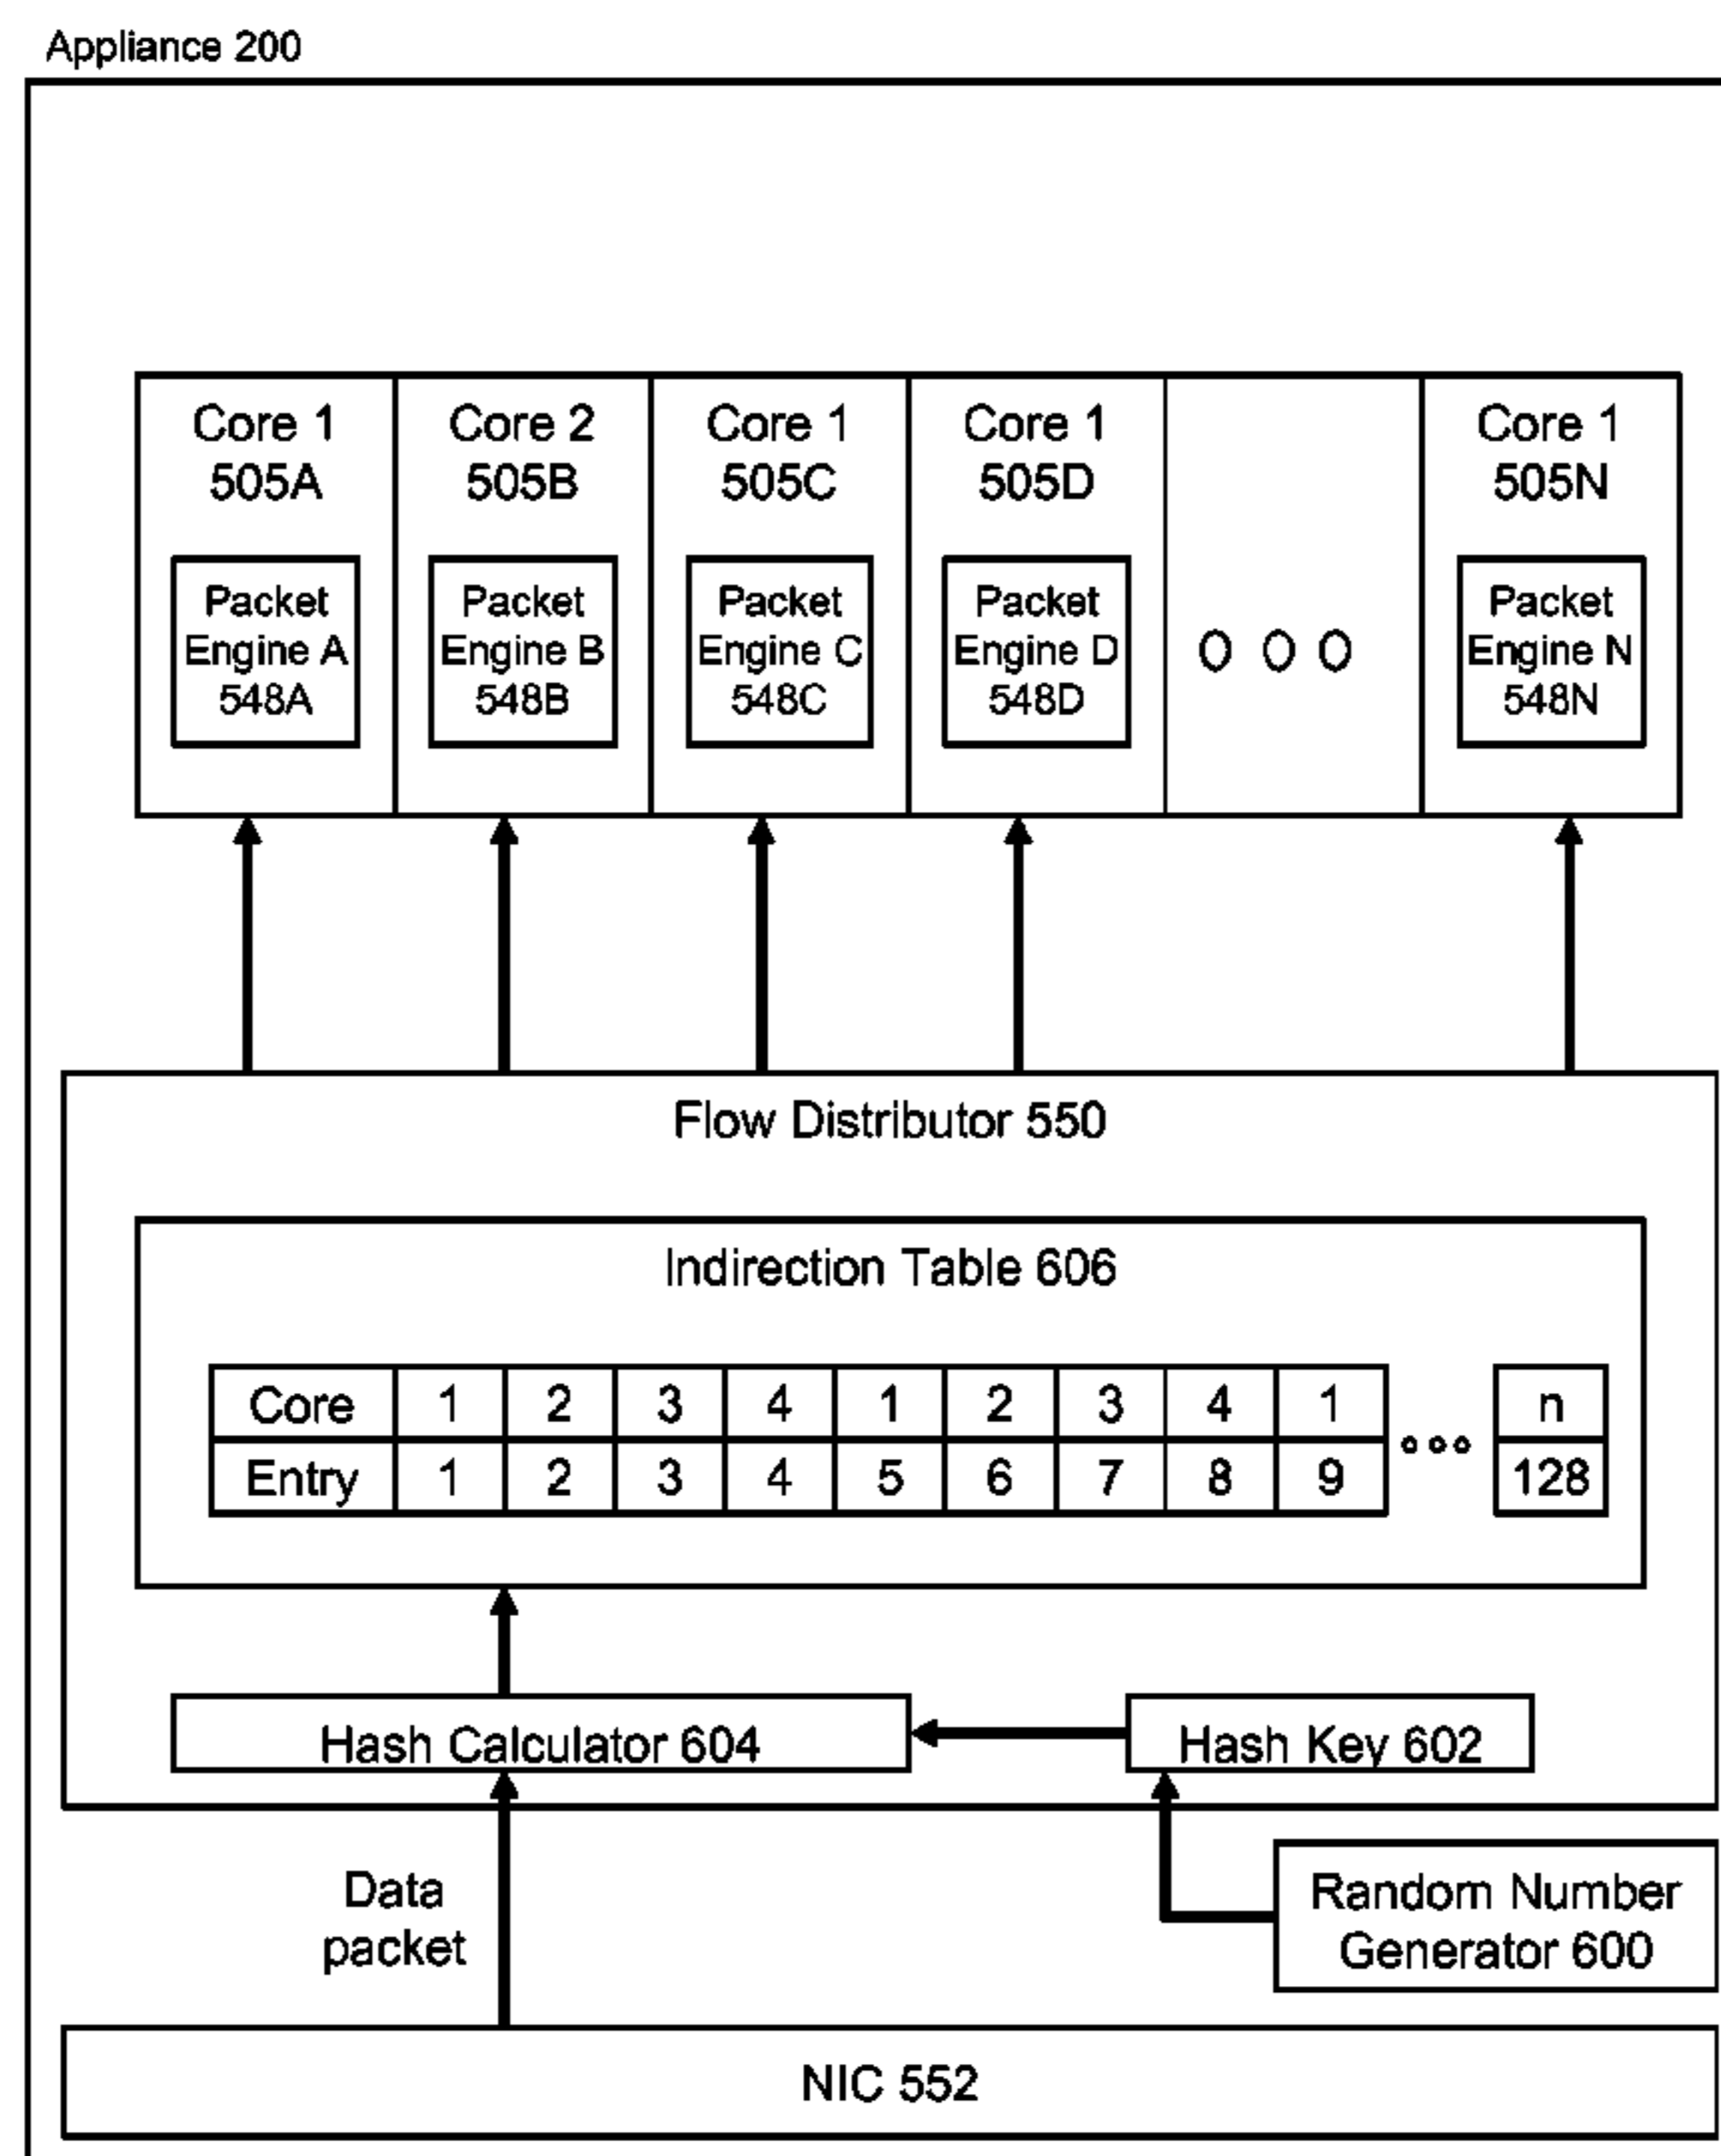 Appliance 200
Core 1
505A
Core 2
505B
Core 1
505C
Core 1
505D
Core 1
505N
Packet
Engine A
548A
Packet
Engine B
548B
Packet
Engine C
548C
Packet
Engine D
548D
Packet
Engine N
548N
Flow Distributor 550
Indirection Table 606
Core 1 2 3 4 1 2 3 4 1 n
Entry 1 2 3 4 5 6 7 8 9 128
Hash Calculator 604
Hash Key 602
Data
packet
Random Number
Generator 600
NIC 552